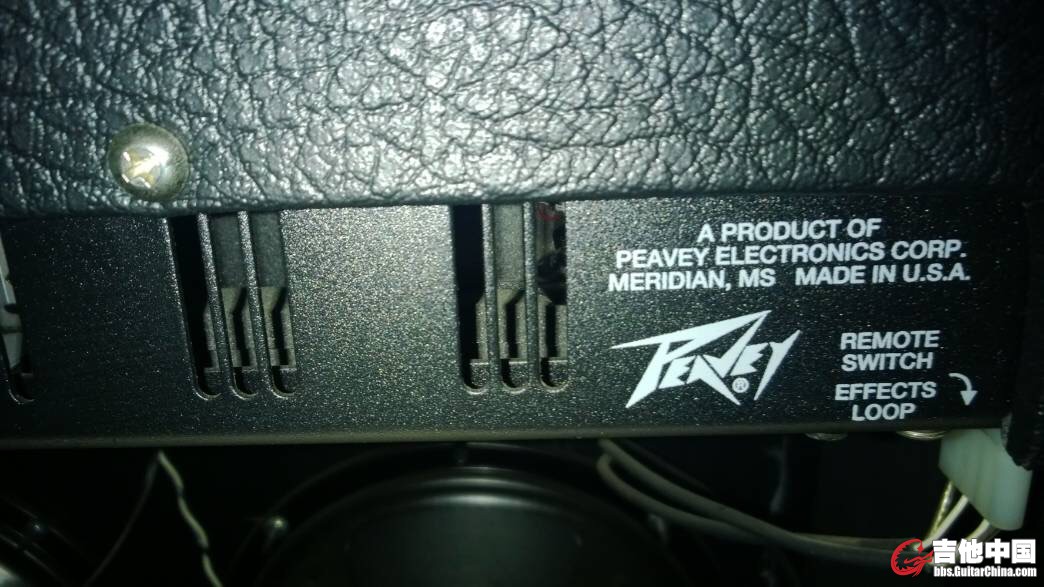 A PRODUCT OF
PEAVEY ELECTRONICS CORP.
MERIDIAN, MS MADE IN U.S.A.
PEAVEY®
REMOTE
SWITCH
EFFECTS
LOOP
吉他中国
bbs.GuitarChina.com